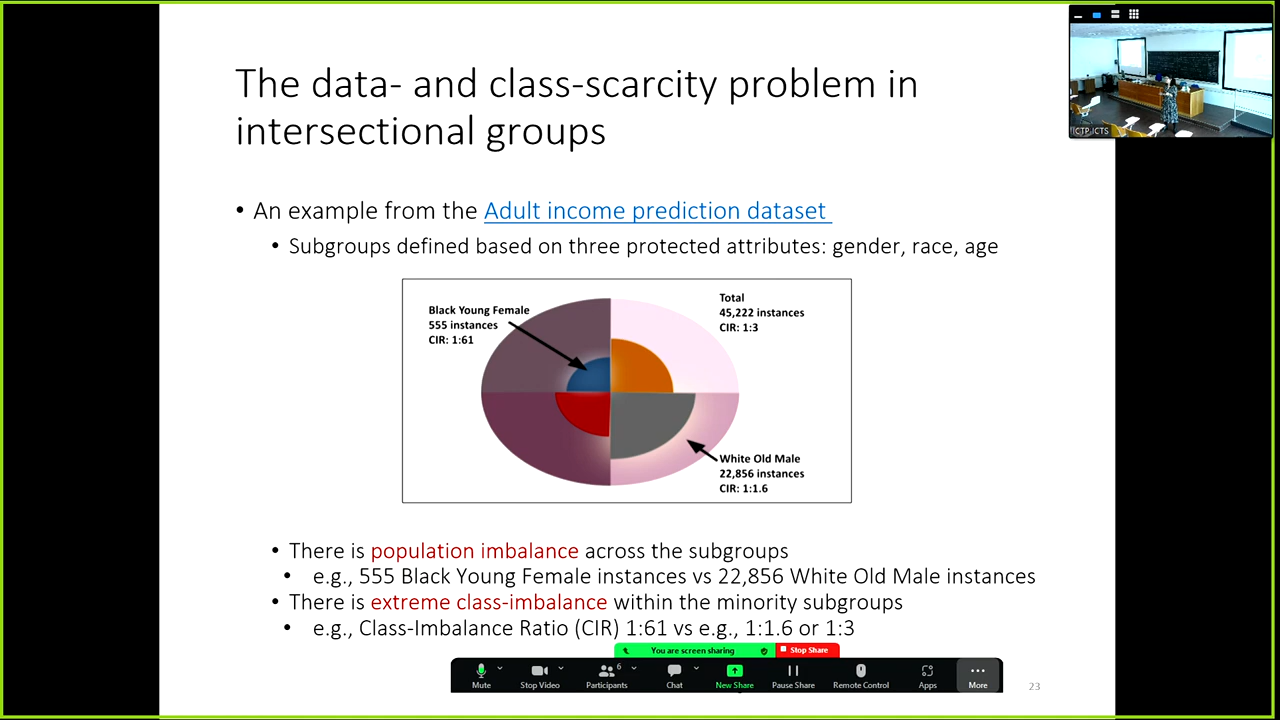 ICTP ICTS
The data- and class-scarcity problem in
intersectional groups
• An example from the Adult income prediction dataset
• Subgroups defined based on three protected attributes: gender, race, age
Black Young Female
555 instances
CIR: 1:61
Total
45,222 instances
CIR: 1:3
White Old Male
22,856 instances
CIR: 1:1.6
• There is population imbalance across the subgroups
• e.g., 555 Black Young Female instances vs 22,856 White Old Male instances
• There is extreme class-imbalance within the minority subgroups
• e.g., Class-Imbalance Ratio (CIR) 1:61 vs e.g., 1:1.6 or 1:3
You are screen sharing
Stop Share
Mute
Stop Video
Participants
6
Chat
New Share
Pause Share
Remote Control
Apps
More
23